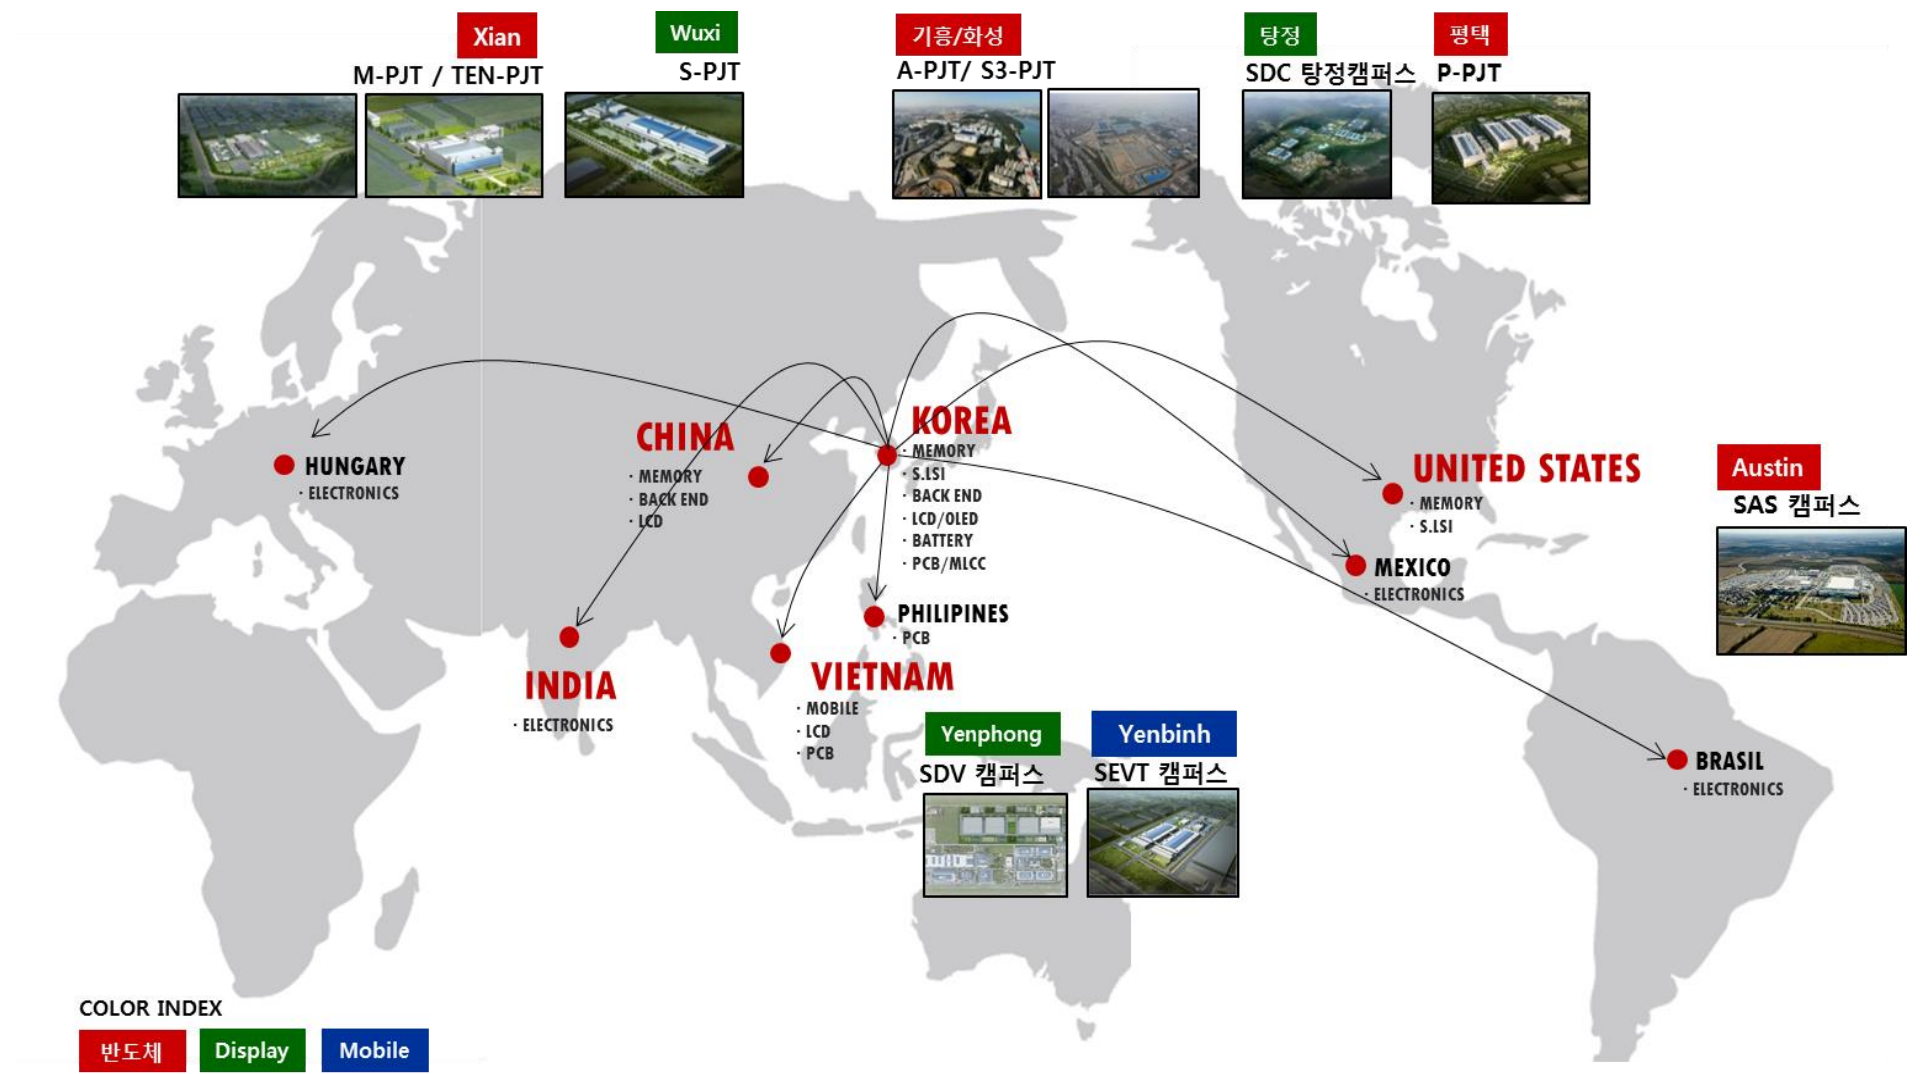 Xian
M-PJT / TEN-PJT
Wuxi
S-PJT
기흥/화성
A-PJT/ S3-PJT
탕정
SDC 탕정캠퍼스
평택
P-PJT
HUNGARY
· ELECTRONICS
CHINA
· MEMORY
· BACK END
· LCD
KOREA
· MEMORY
· S.LSI
· BACK END
· LCD/OLED
· BATTERY
· PCB/MLCC
UNITED STATES
· MEMORY
· S.LSI
Austin
SAS 캠퍼스
MEXICO
· ELECTRONICS
PHILIPINES
· PCB
INDIA
· ELECTRONICS
VIETNAM
· MOBILE
· LCD
· PCB
Yenphong
SDV 캠퍼스
Yenbinh
SEVT 캠퍼스
BRASIL
· ELECTRONICS
COLOR INDEX
반도체
Display
Mobile